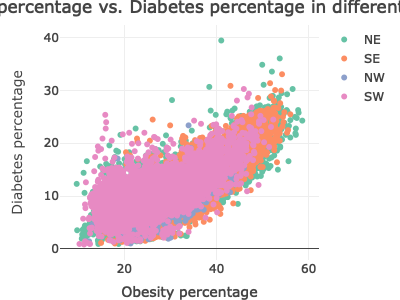 percentage vs. Diabetes percentage in different
NE
SE
NW
SW
40
30
20
10
0
Diabetes percentage
20 40 60
Obesity percentage